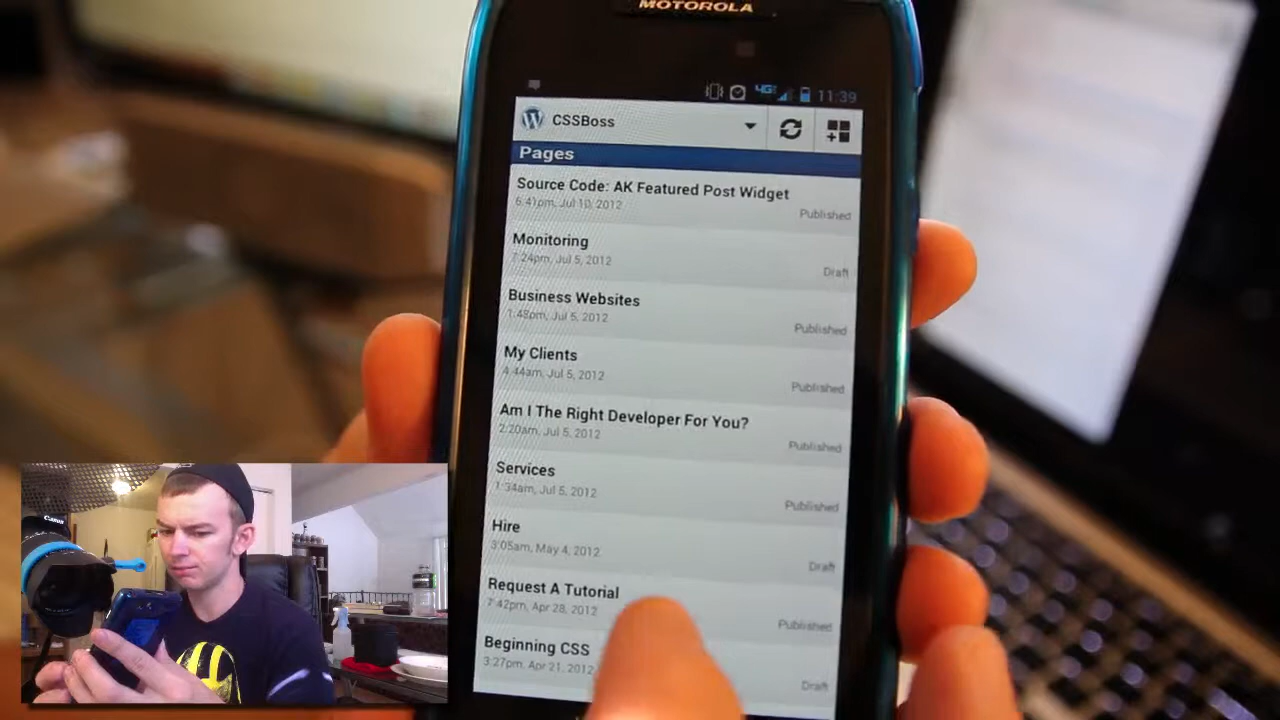 MOTOROLA
4G 11:39
CSSBoss
Pages
Source Code: AK Featured Post Widget
6:41pm, Jul 10, 2012
Published
Monitoring
7:24pm, Jul 5, 2012
Draft
Business Websites
1:48pm, Jul 5, 2012
Published
My Clients
4:44am, Jul 5, 2012
Published
Am I The Right Developer For You?
2:20am, Jul 5, 2012
Published
Services
1:34am, Jul 5, 2012
Published
Hire
3:05am, May 4, 2012
Draft
Request A Tutorial
7:42pm, Apr 28, 2012
Published
Beginning CSS
3:27pm, Apr 21, 2012
Draft
Canon